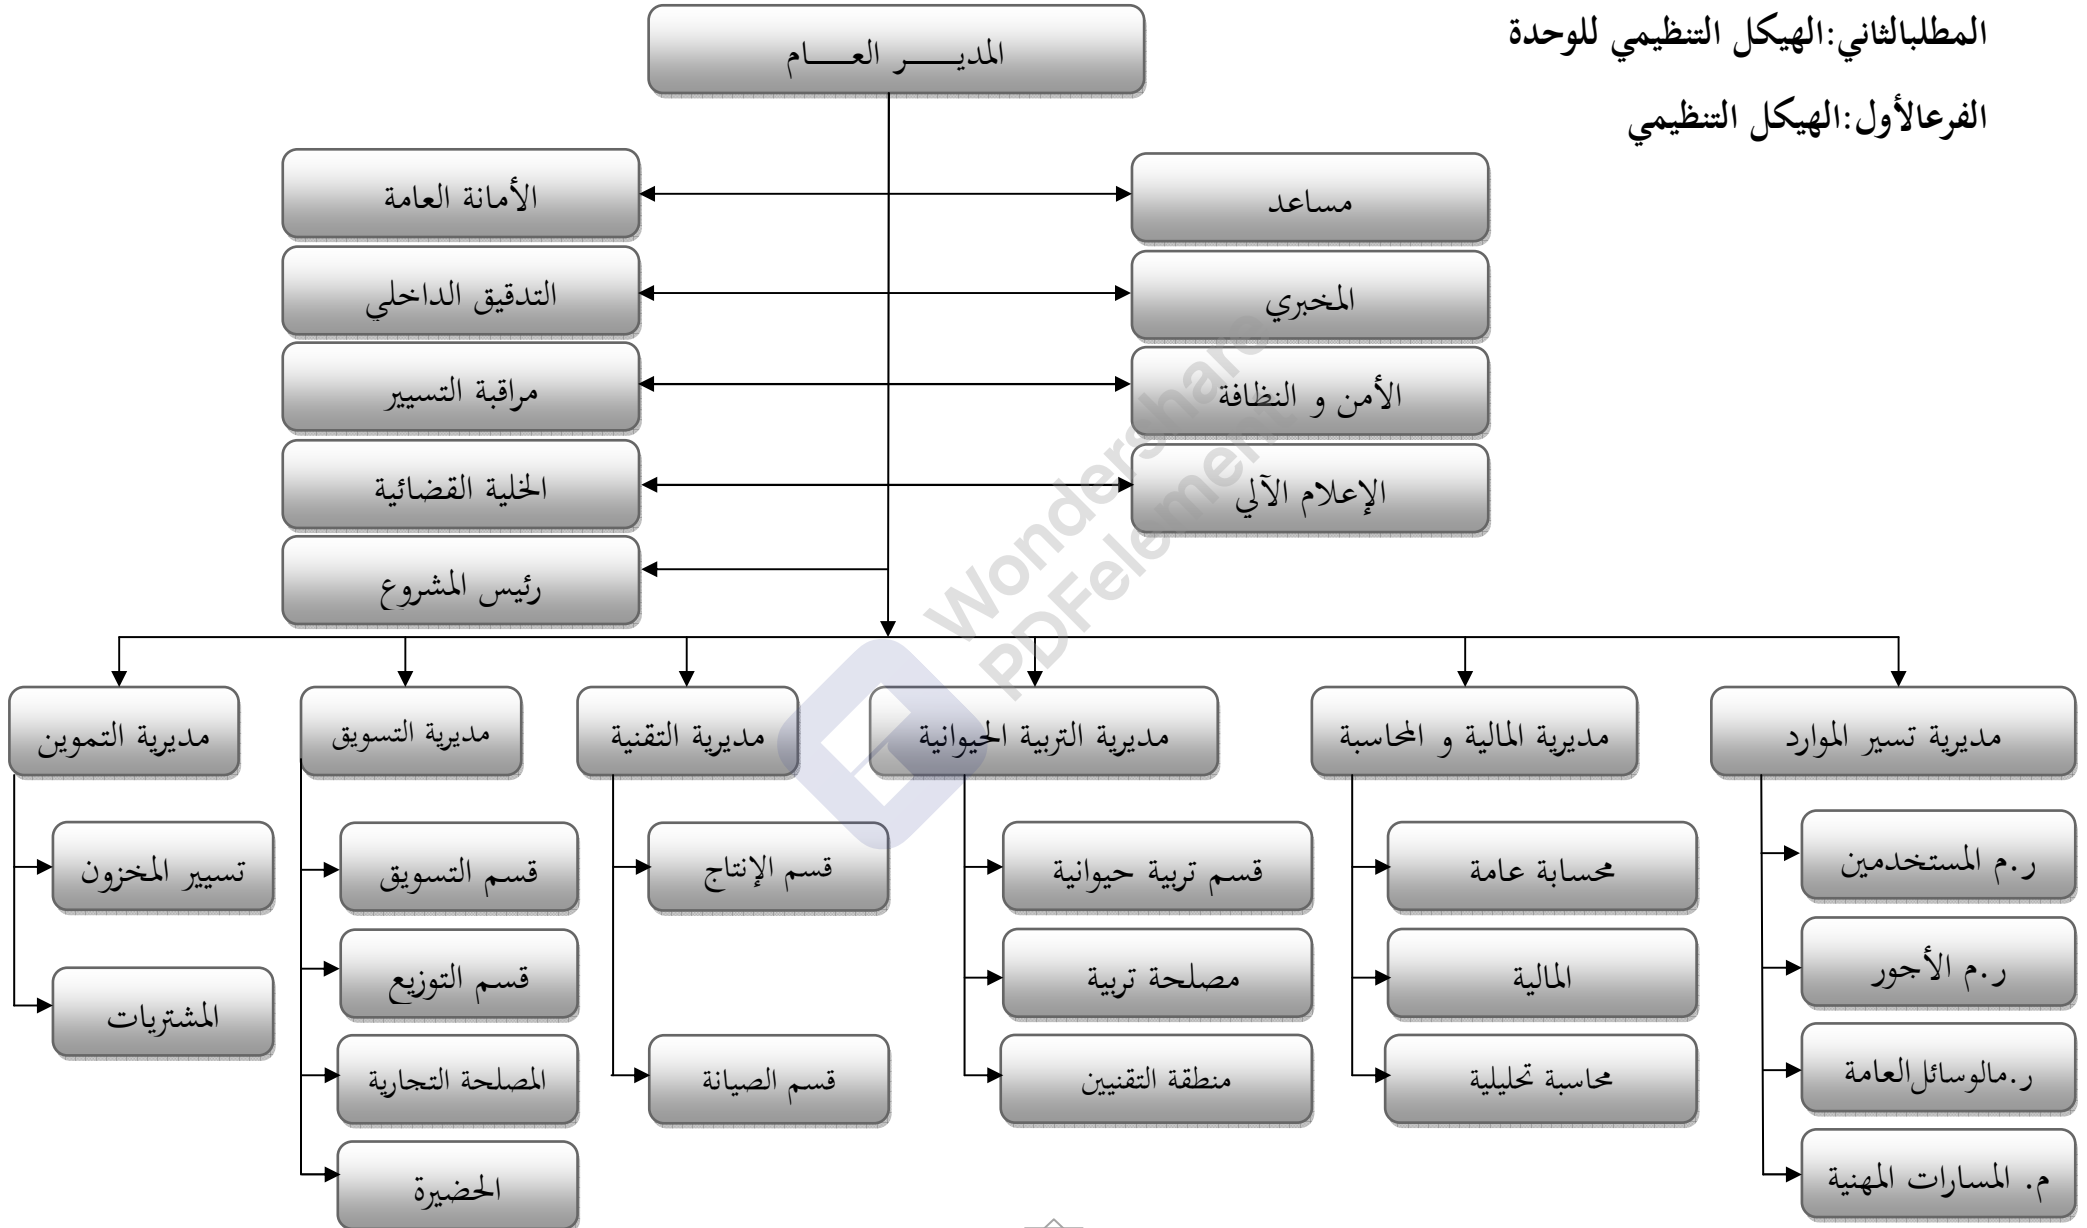 المطلبالثاني:الهيكل التنظيمي للوحدة
الفرعالأول:الهيكل التنظيمي
المديـــــر العـــــام
مساعد
الأمانة العامة
المخبري
التدقيق الداخلي
الأمن و النظافة
مراقبة التسيير
الإعلام الآلي
الخلية القضائية
رئيس المشروع
مديرية تسير الموارد
مديرية المالية و المحاسبة
مديرية التربية الحيوانية
مديرية التقنية
مديرية التسويق
مديرية التموين
ر.م المستخدمين
ر.م الأجور
ر.مالوسائل العامة
م. المسارات المهنية
محسابة عامة
المالية
محاسبة تحليلية
قسم تربية حيوانية
مصلحة تربية
منطقة التقنيين
قسم الإنتاج
قسم الصيانة
قسم التسويق
قسم التوزيع
المصلحة التجارية
الحضيرة
تسيير المخزون
المشتريات
Wondershare
PDFelement